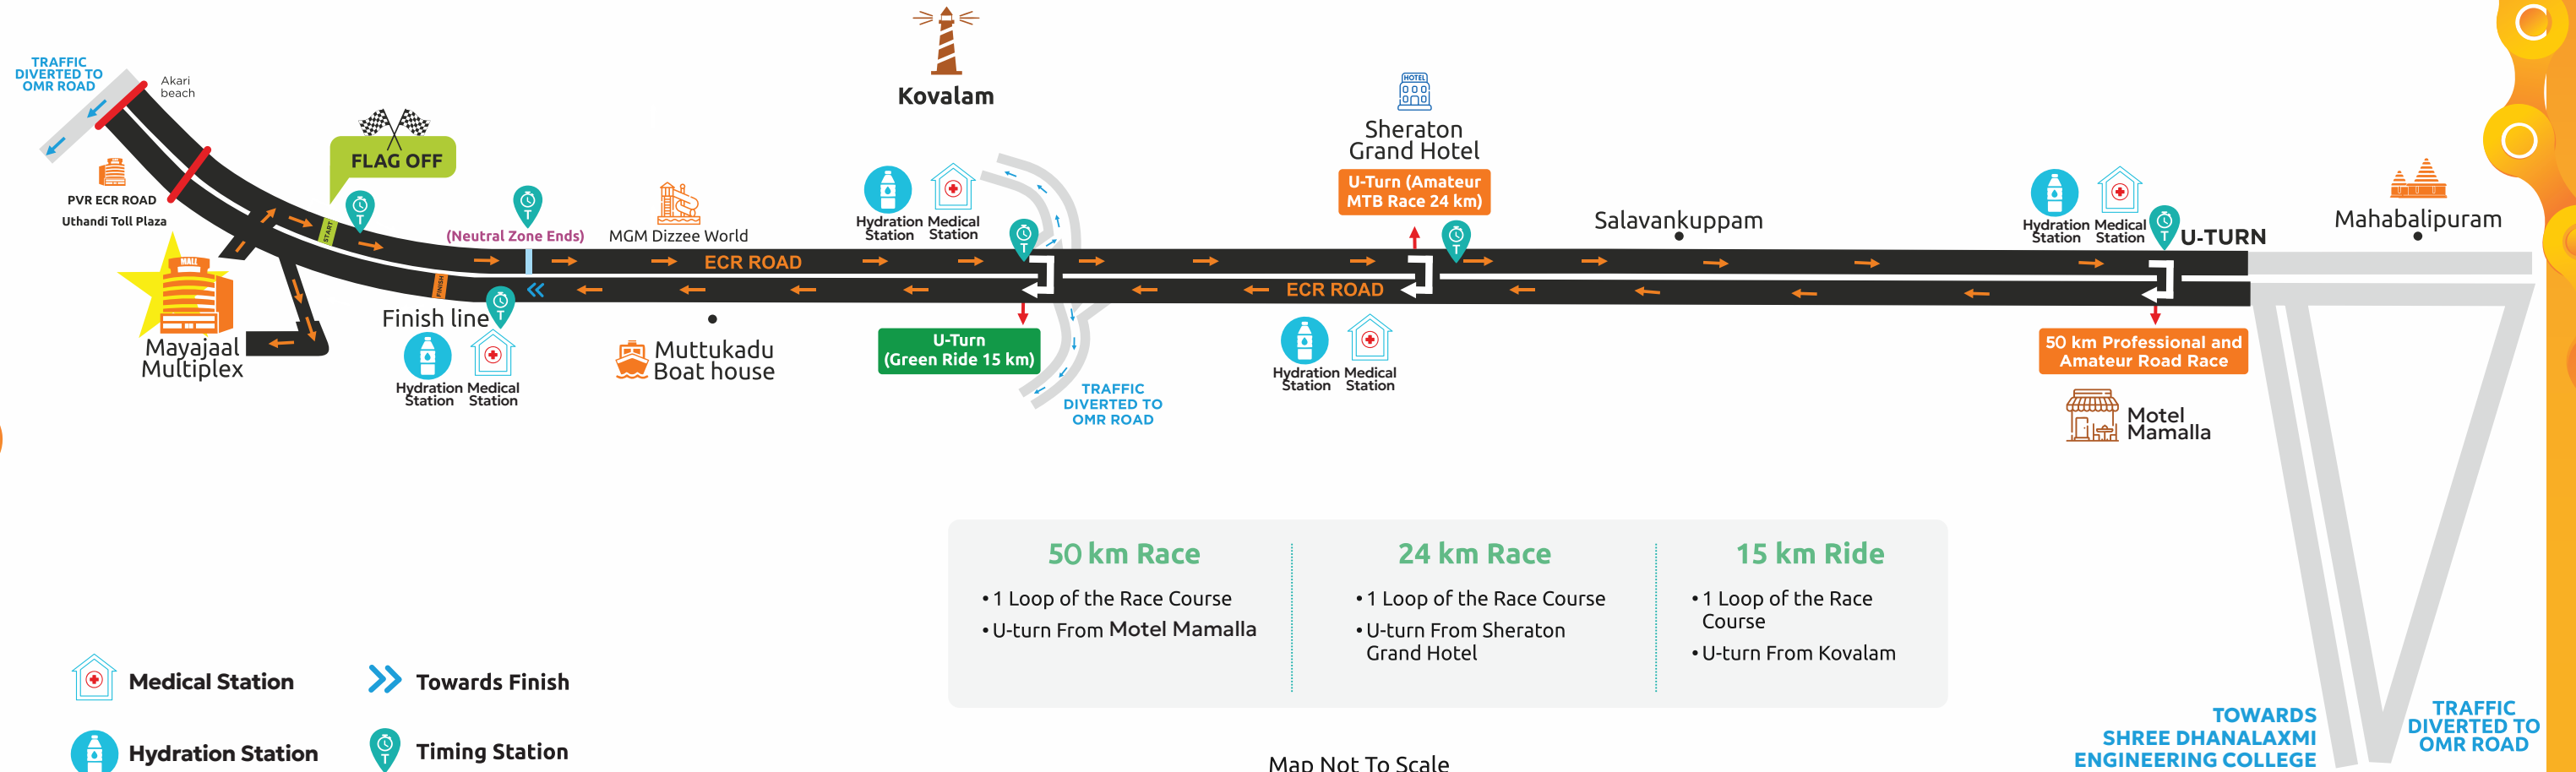 TRAFFIC
DIVERTED TO
OMR ROAD
Akari
beach
PVR ECR ROAD
Uthandi Toll Plaza
FLAG OFF
START
T
T
(Neutral Zone Ends)
MGM Dizzee World
Kovalam
Hydration
Station
Medical
Station
T
HOTEL
Sheraton
Grand Hotel
U-Turn (Amateur
MTB Race 24 km)
T
Salavankuppam
Hydration
Station
Medical
Station
T
U-TURN
Mahabalipuram
ECR ROAD
ECR ROAD
MALL
Mayajaal
Multiplex
FINISH
Finish line
T
Hydration
Station
Medical
Station
Muttukadu
Boat house
U-Turn
(Green Ride 15 km)
TRAFFIC
DIVERTED TO
OMR ROAD
Hydration
Station
Medical
Station
50 km Professional and
Amateur Road Race
Motel
Mamalla
50 km Race
• 1 Loop of the Race Course
• U-turn From Motel Mamalla
24 km Race
• 1 Loop of the Race Course
• U-turn From Sheraton
Grand Hotel
15 km Ride
• 1 Loop of the Race
Course
• U-turn From Kovalam
Medical Station
Towards Finish
Hydration Station
T
Timing Station
Map Not To Scale
TOWARDS
SHREE DHANALAXMI
ENGINEERING COLLEGE
TRAFFIC
DIVERTED TO
OMR ROAD